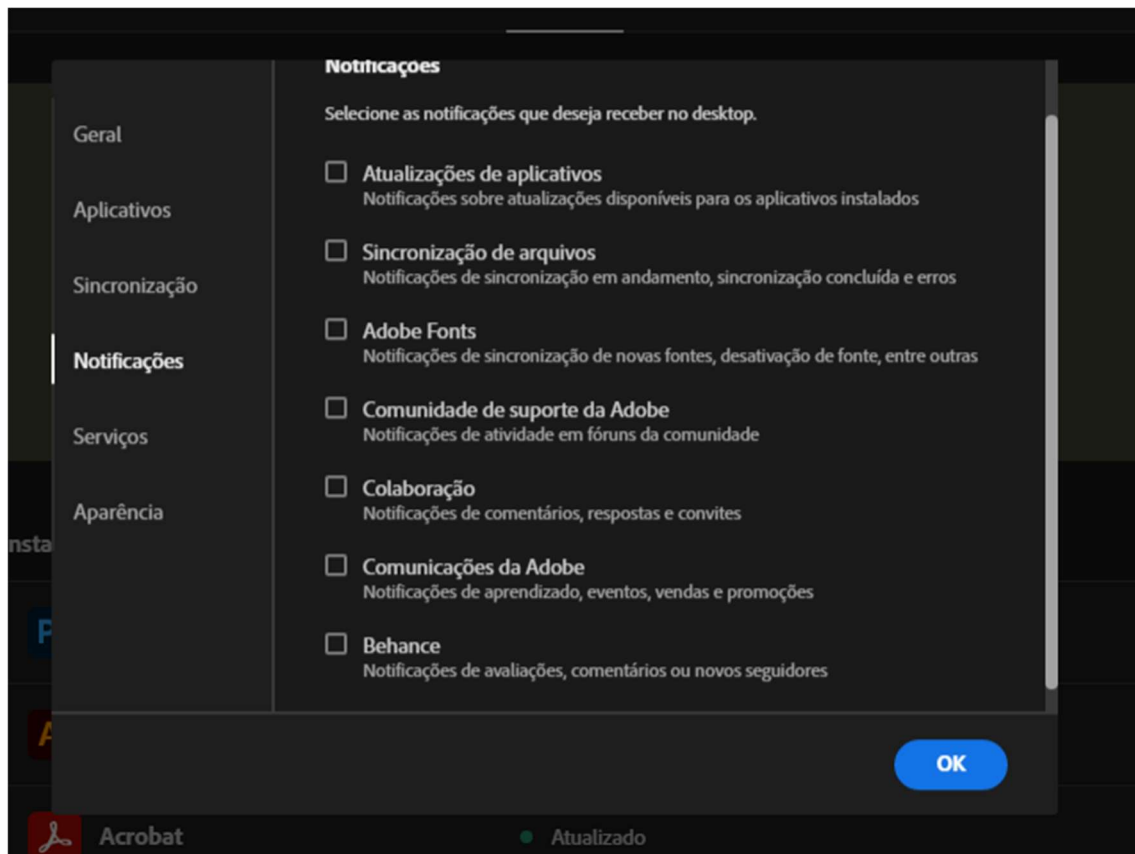 Notificações
Selecione as notificações que deseja receber no desktop.
Geral
Aplicativos
Sincronização
Notificações
Serviços
Aparência
Atualizações de aplicativos
Notificações sobre atualizações disponíveis para os aplicativos instalados
Sincronização de arquivos
Notificações de sincronização em andamento, sincronização concluída e erros
Adobe Fonts
Notificações de sincronização de novas fontes, desativação de fonte, entre outras
Comunidade de suporte da Adobe
Notificações de atividade em fóruns da comunidade
Colaboração
Notificações de comentários, respostas e convites
Comunicações da Adobe
Notificações de aprendizado, eventos, vendas e promoções
Behance
Notificações de avaliações, comentários ou novos seguidores
OK
nsta
P
A
Acrobat
Atualizado